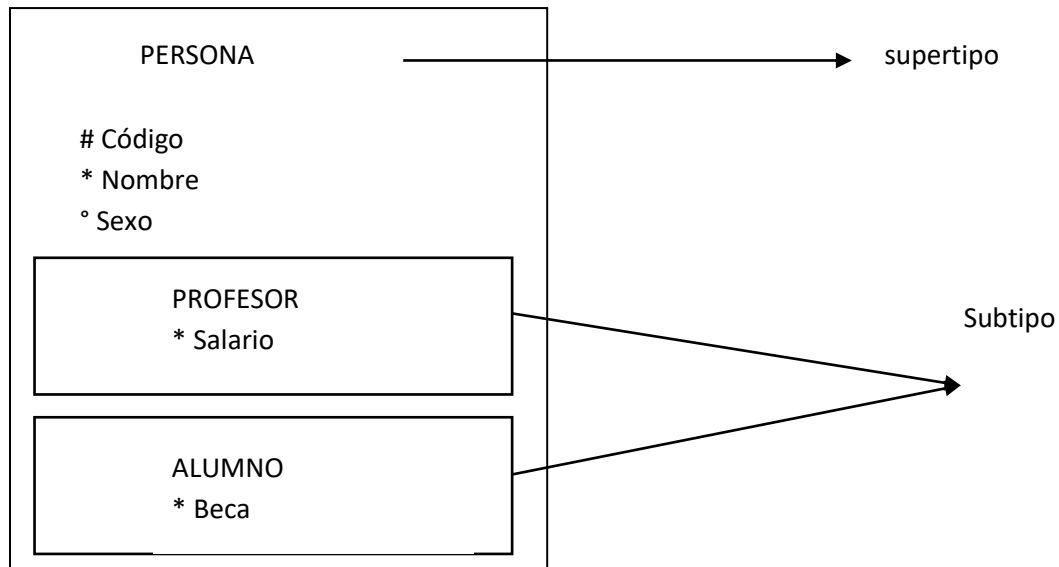 PERSONA
supertipo
# Código
* Nombre
° Sexo
PROFESOR
* Salario
Subtipo
ALUMNO
* Beca